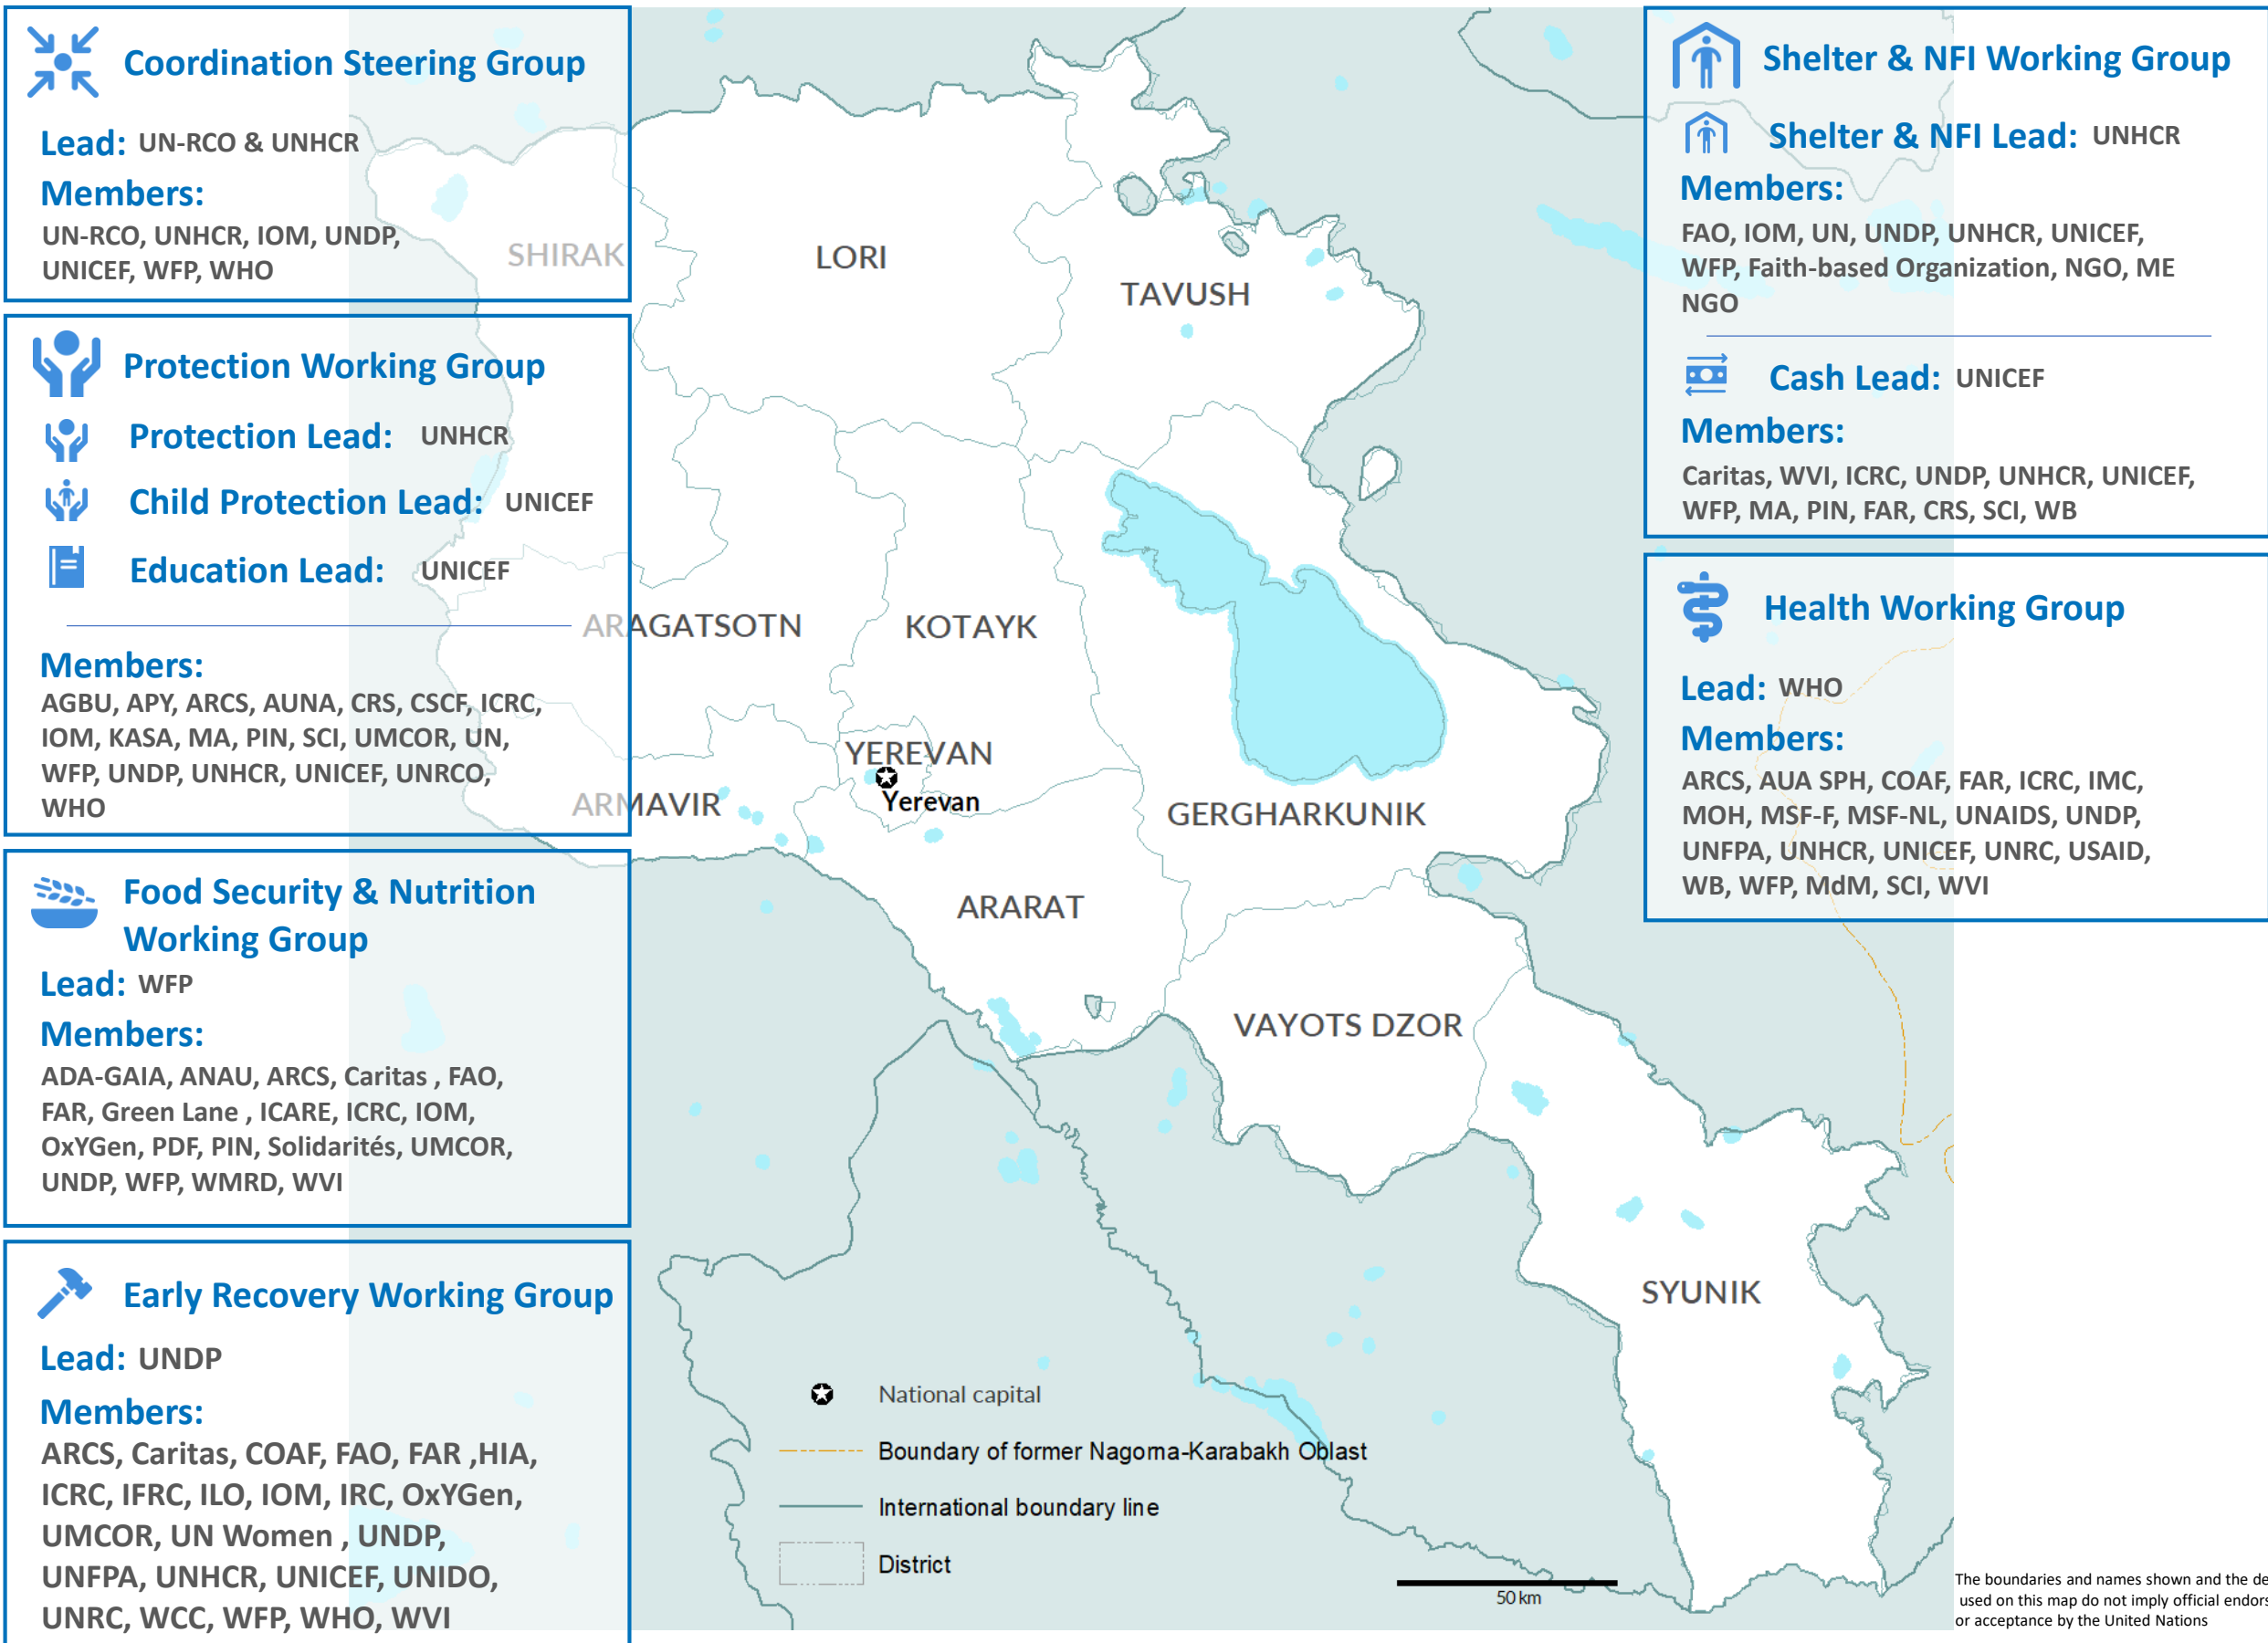 Coordination Steering Group
Lead: UN-RCO & UNHCR
Members:
UN-RCO, UNHCR, IOM, UNDP,
UNICEF, WFP, WHO
Protection Working Group
Protection Lead: UNHCR
Child Protection Lead: UNICEF
Education Lead: UNICEF
Members:
AGBU, APY, ARCS, AUNA, CRS, CSCF, ICRC,
IOM, KASA, MA, PIN, SCI, UMCOR, UN,
WFP, UNDP, UNHCR, UNICEF, UNRCO,
WHO
Food Security & Nutrition
Working Group
Lead: WFP
Members:
ADA-GAIA, ANAU, ARCS, Caritas , FAO,
FAR, Green Lane , ICARE, ICRC, IOM,
OxYGen, PDF, PIN, Solidarités, UMCOR,
UNDP, WFP, WMRD, WVI
Early Recovery Working Group
Lead: UNDP
Members:
ARCS, Caritas, COAF, FAO, FAR ,HIA,
ICRC, IFRC, ILO, IOM, IRC, OxYGen,
UMCOR, UN Women , UNDP,
UNFPA, UNHCR, UNICEF, UNIDO,
UNRC, WCC, WFP, WHO, WVI
SHIRAK
LORI
TAVUSH
ARAGATSOTN
KOTAYK
YEREVAN
Yerevan
ARMAVIR
GERGHARKUNIK
ARARAT
VAYOTS DZOR
SYUNIK
National capital
Boundary of former Nagorna-Karabakh Oblast
International boundary line
District
50 km
Shelter & NFI Working Group
Shelter & NFI Lead: UNHCR
Members:
FAO, IOM, UN, UNDP, UNHCR, UNICEF,
WFP, Faith-based Organization, NGO, ME
NGO
Cash Lead: UNICEF
Members:
Caritas, WVI, ICRC, UNDP, UNHCR, UNICEF,
WFP, MA, PIN, FAR, CRS, SCI, WB
Health Working Group
Lead: WHO
Members:
ARCS, AUA SPH, COAF, FAR, ICRC, IMC,
MOH, MSF-F, MSF-NL, UNAIDS, UNDP,
UNFPA, UNHCR, UNICEF, UNRC, USAID,
WB, WFP, MdM, SCI, WVI
The boundaries and names shown and the
used on this map do not imply official
or acceptance by the United Nations